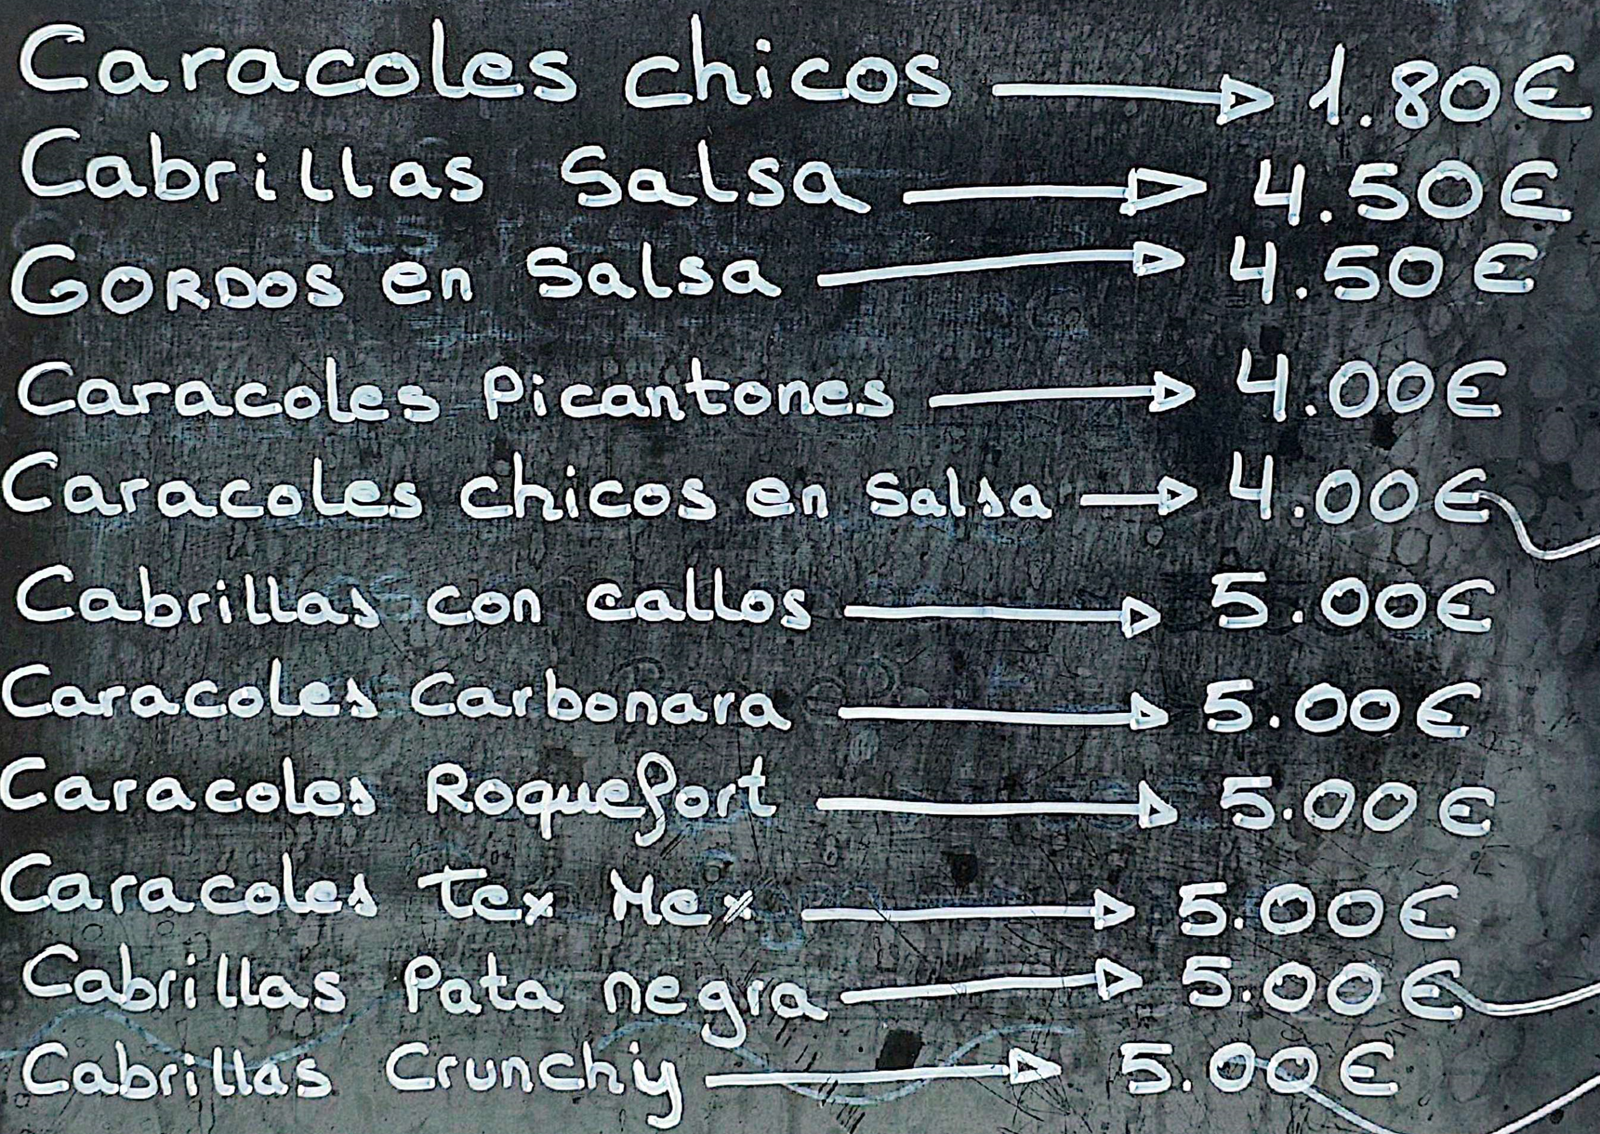 Caracoles chicos → 1.80€
Cabrillas Salsa → 4.50€
GORDOS en Salsa → 4.50€
Caracoles Picantones → 4.00€
Caracoles chicos en Salsa → 4.00€
Cabrillas con callos → 5.00€
Caracoles Carbonara → 5.00€
Caracoles Roquefort → 5.00€
Caracoles Tex Mex → 5.00€
Cabrillas Pata negra → 5.00€
Cabrillas Crunchiy → 5.00€